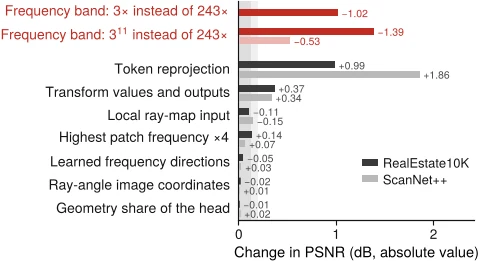 Frequency band: 3× instead of 243×
−1.02
Frequency band: 3¹¹ instead of 243×
−1.39
−0.53
Token reprojection
+0.99
+1.86
Transform values and outputs
+0.37
+0.34
Local ray-map input
−0.11
−0.15
Highest patch frequency ×4
+0.14
+0.07
Learned frequency directions
−0.05
+0.03
Ray-angle image coordinates
−0.02
+0.01
Geometry share of the head
−0.01
+0.02
RealEstate10K
ScanNet++
0
1
2
Change in PSNR (dB, absolute value)